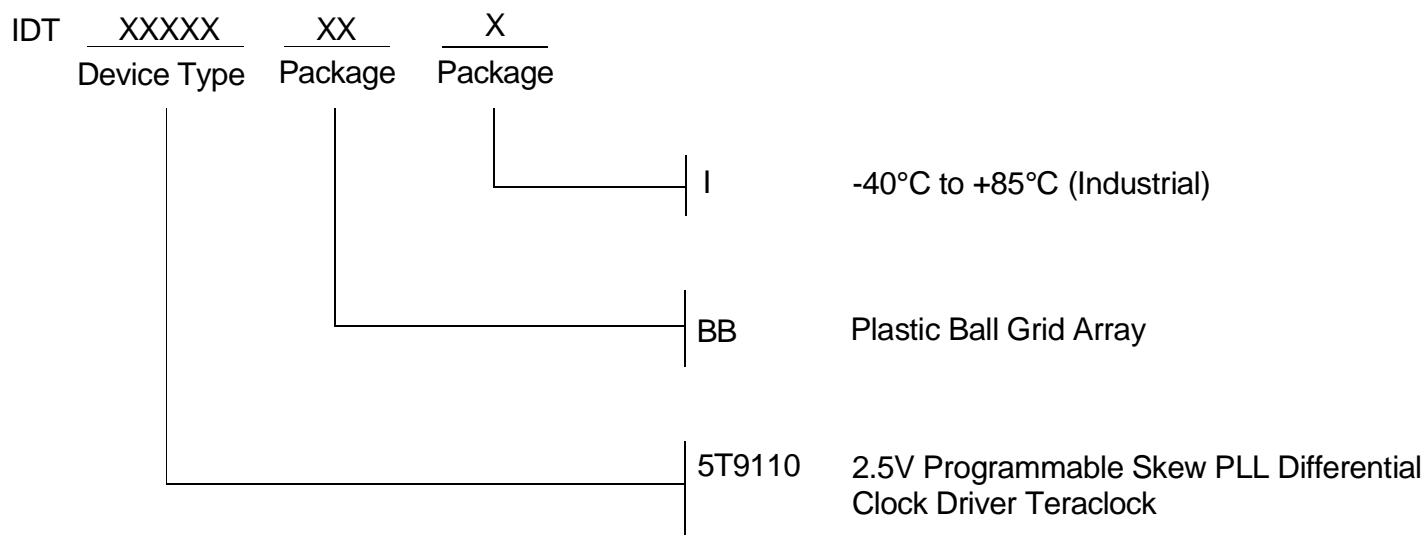 IDT XXXXX XX X
Device Type Package Package
I -40°C to +85°C (Industrial)
BB Plastic Ball Grid Array
5T9110 2.5V Programmable Skew PLL Differential
Clock Driver Teraclock